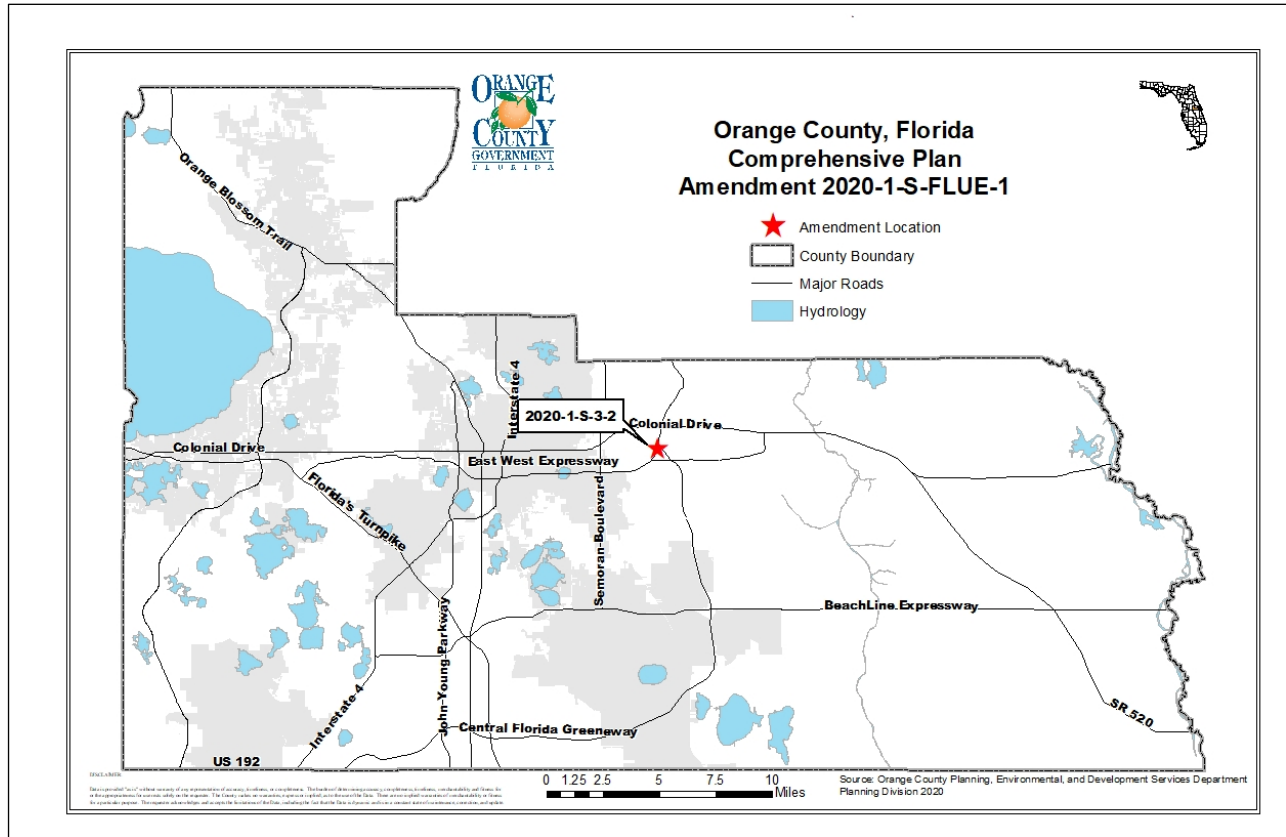 ORANGE
COUNTY
GOVERNMENT
FLORIDA
Orange County, Florida
Comprehensive Plan
Amendment 2020-1-S-FLUE-1
Amendment Location
County Boundary
Major Roads
Hydrology
Orange Blossom Trail
Interstate 4
2020-1-S-3-2
Colonial Drive
Colonial Drive
East West Expressway
Florida's Turnpike
Semoran Boulevard
BeachLine Expressway
John Young Parkway
Interstate 4
Central Florida Greeneway
SR 520
US 192
0 1.25 2.5 5 7.5 10
Miles
Source: Orange County Planning, Environmental, and Development Services Department
Planning Division 2020